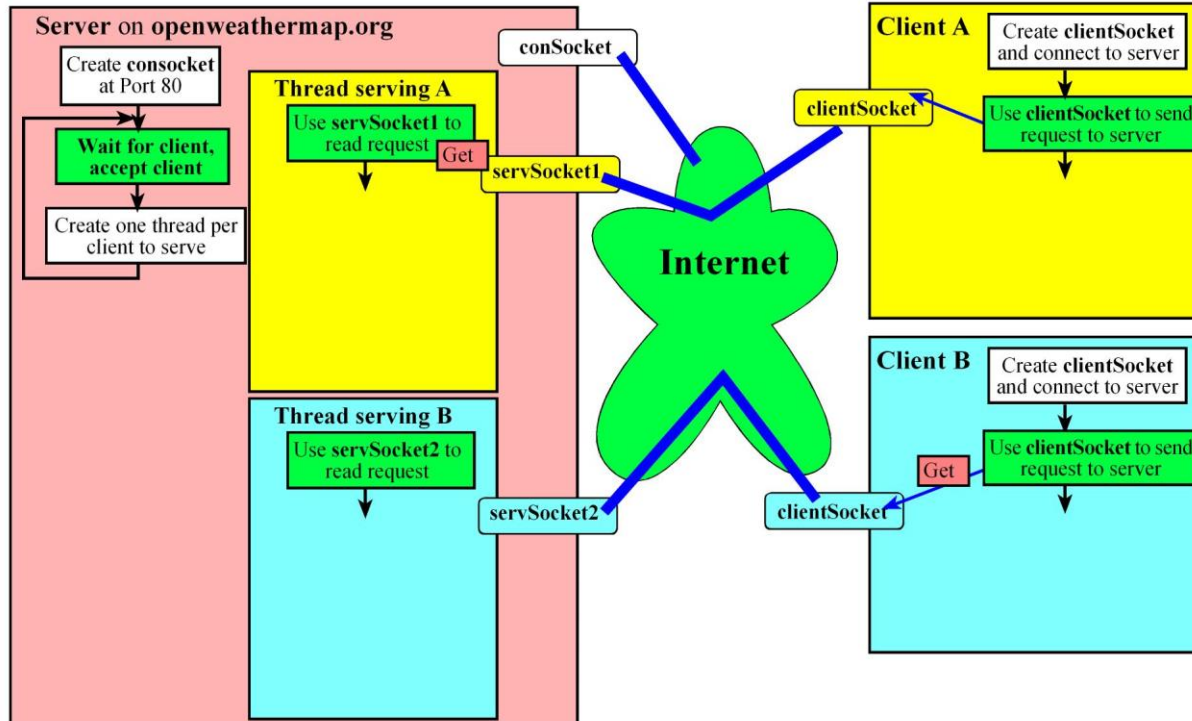 Server on openweathermap.org
Create consocket
at Port 80
Wait for client,
accept client
Create one thread per
client to serve
Thread serving A
Use servSocket1 to
read request
Get
servSocket1
Thread serving B
Use servSocket2 to
read request
servSocket2
conSocket
Internet
clientSocket
Client A
Create clientSocket
and connect to server
Use clientSocket to send
request to server
Client B
Create clientSocket
and connect to server
Use clientSocket to send
request to server
Get
clientSocket